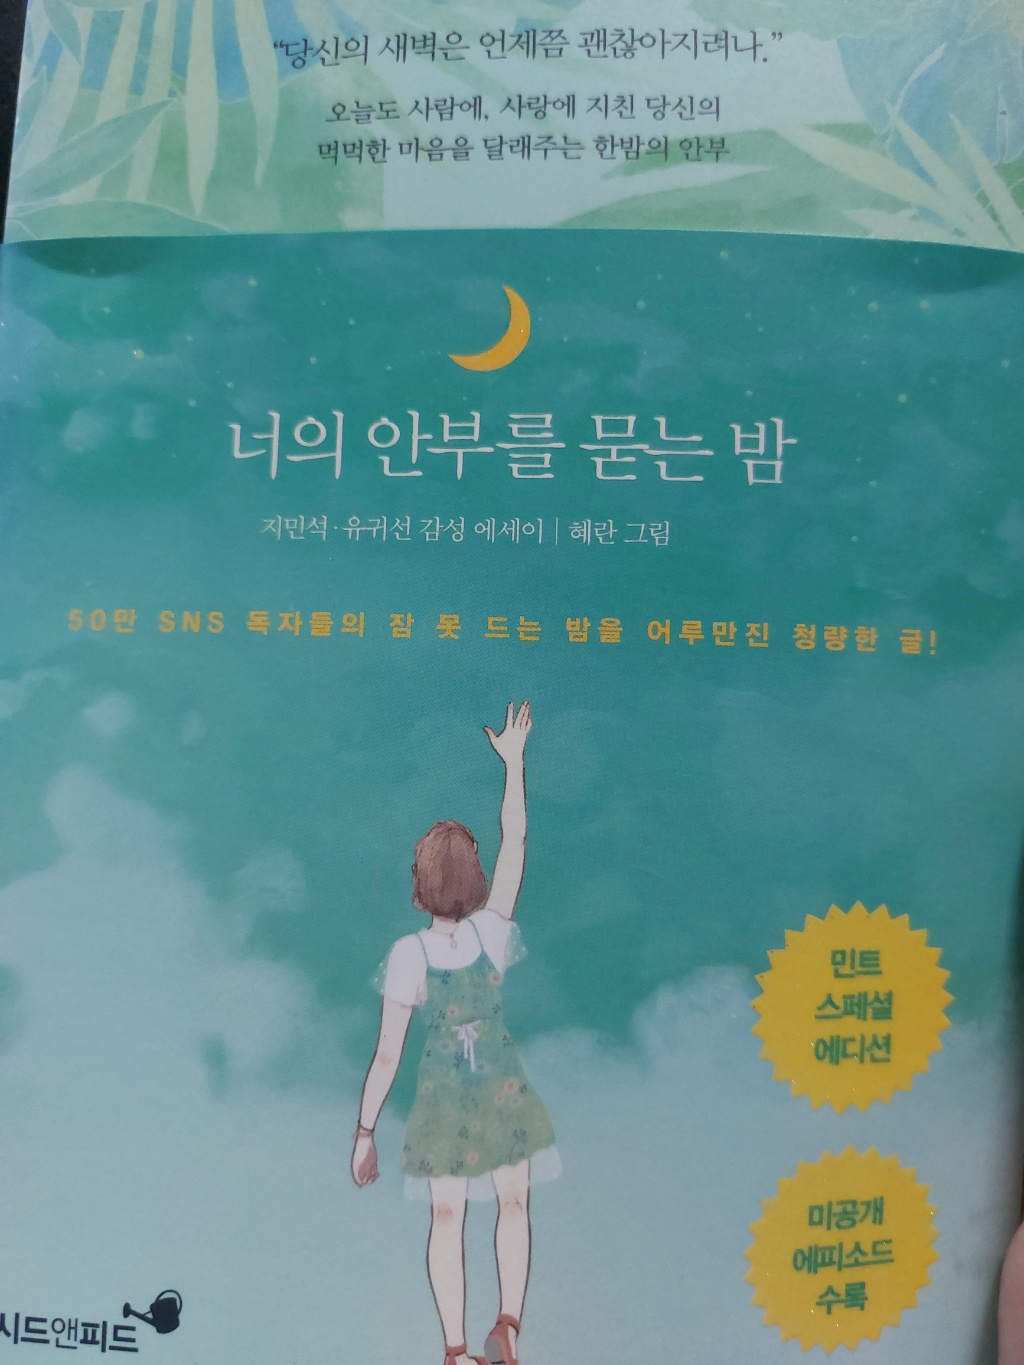 “당신의 새벽은 언제쯤 괜찮아지려나.”
오늘도 사람에, 사랑에 지친 당신의
먹먹한 마음을 달래주는 한밤의 안부
너의 안부를 묻는 밤
지민석·유귀선 감성 에세이 | 혜란 그림
50만 SNS 독자들의 잠 못 드는 밤을 어루만진 청량한 글!
민트
스페셜
에디션
미공개
에피소드
수록
시드앤피드